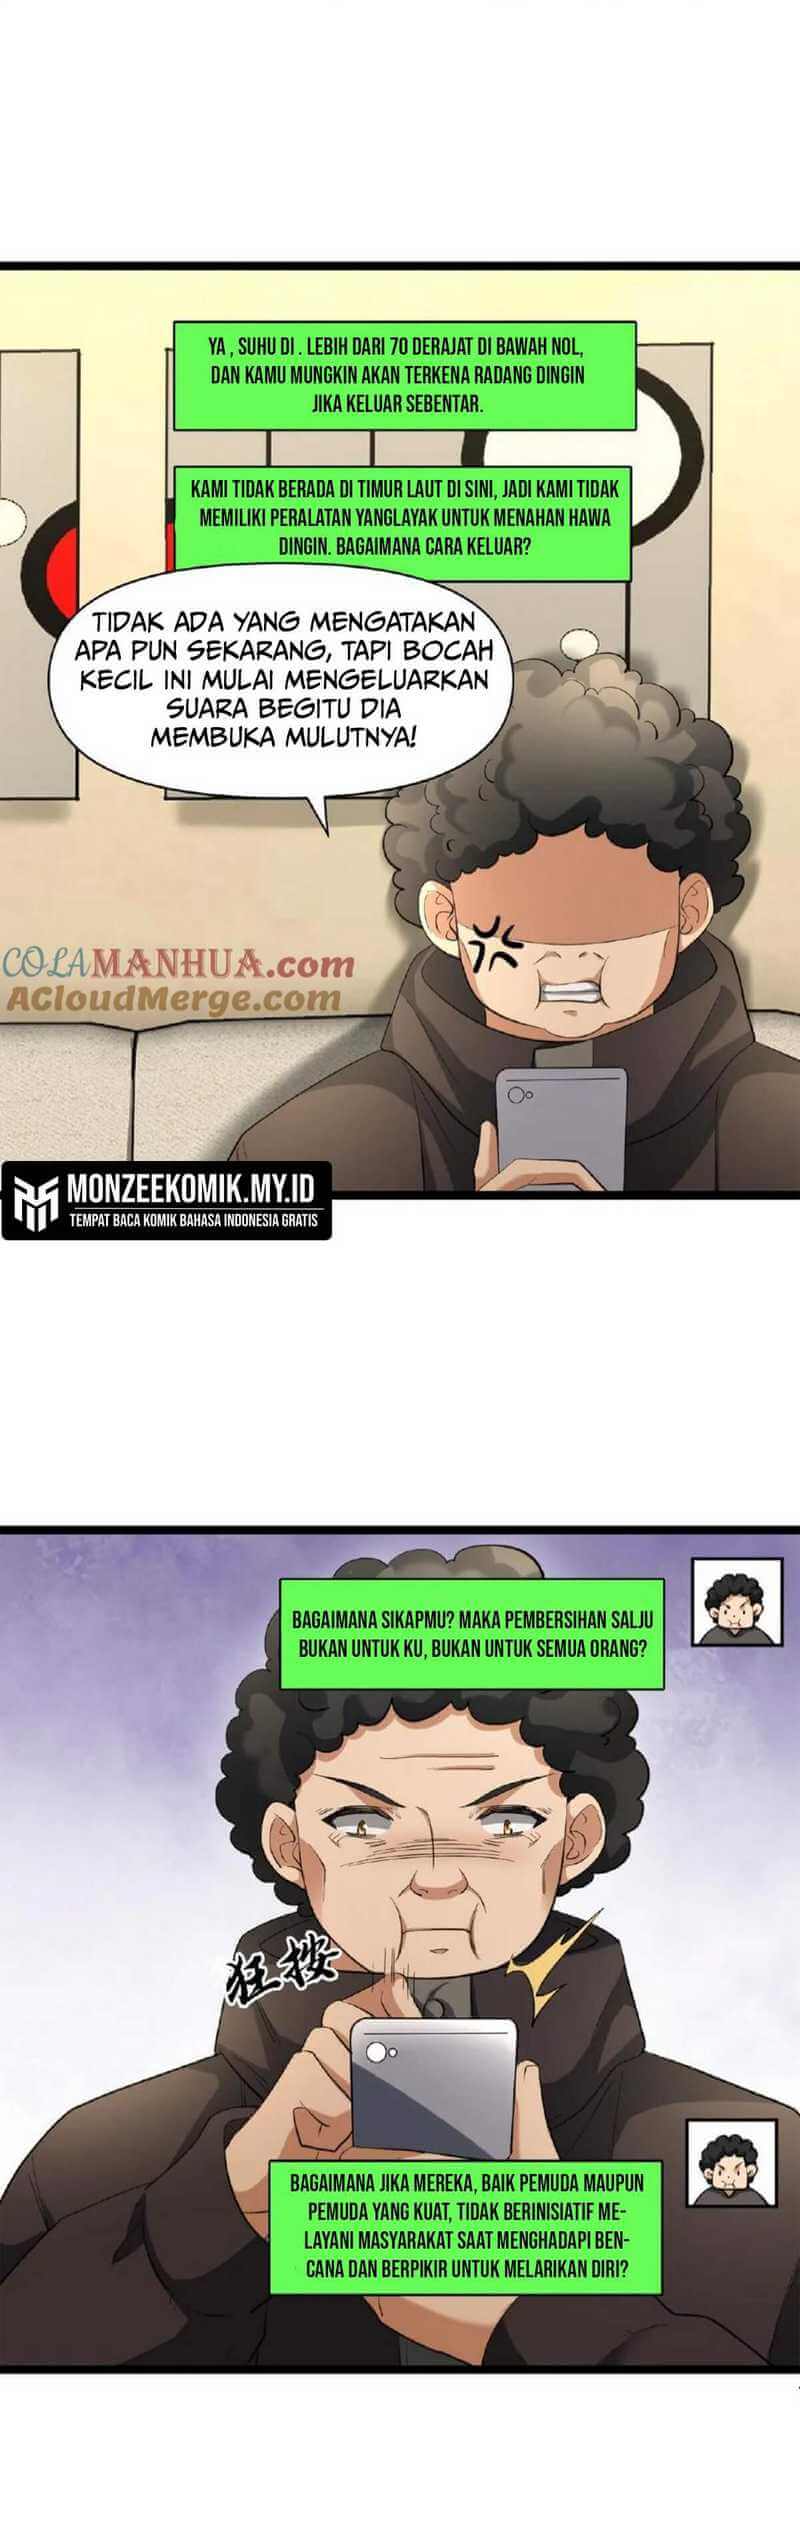 YA , SUHU DI . LEBIH DARI 70 DERAJAT DI BAWAH NOL,
DAN KAMU MUNGKIN AKAN TERKENA RADANG DINGIN
JIKA KELUAR SEBENTAR.
KAMI TIDAK BERADA DI TIMUR LAUT DI SINI, JADI KAMI TIDAK
MEMILIKI PERALATAN YANGLAYAK UNTUK MENAHAN HAWA
DINGIN. BAGAIMANA CARA KELUAR?
TIDAK ADA YANG MENGATAKAN
APA PUN SEKARANG, TAPI BOCAH
KECIL INI MULAI MENGELUARKAN
SUARA BEGITU DIA
MEMBUKA MULUTNYA!
COLAMANHUA.com
ACloudMerge.com
MONZEEKOMIK.MY.ID
TEMPAT BACA KOMIK BAHASA INDONESIA GRATIS
BAGAIMANA SIKAPMU? MAKA PEMBERSIHAN SALJU
BUKAN UNTUK KU, BUKAN UNTUK SEMUA ORANG?
狂按
BAGAIMANA JIKA MEREKA, BAIK PEMUDA MAUPUN
PEMUDA YANG KUAT, TIDAK BERINISIATIF ME-
LAYANI MASYARAKAT SAAT MENGHADAPI BEN-
CANA DAN BERPIKIR UNTUK MELARIKAN DIRI?